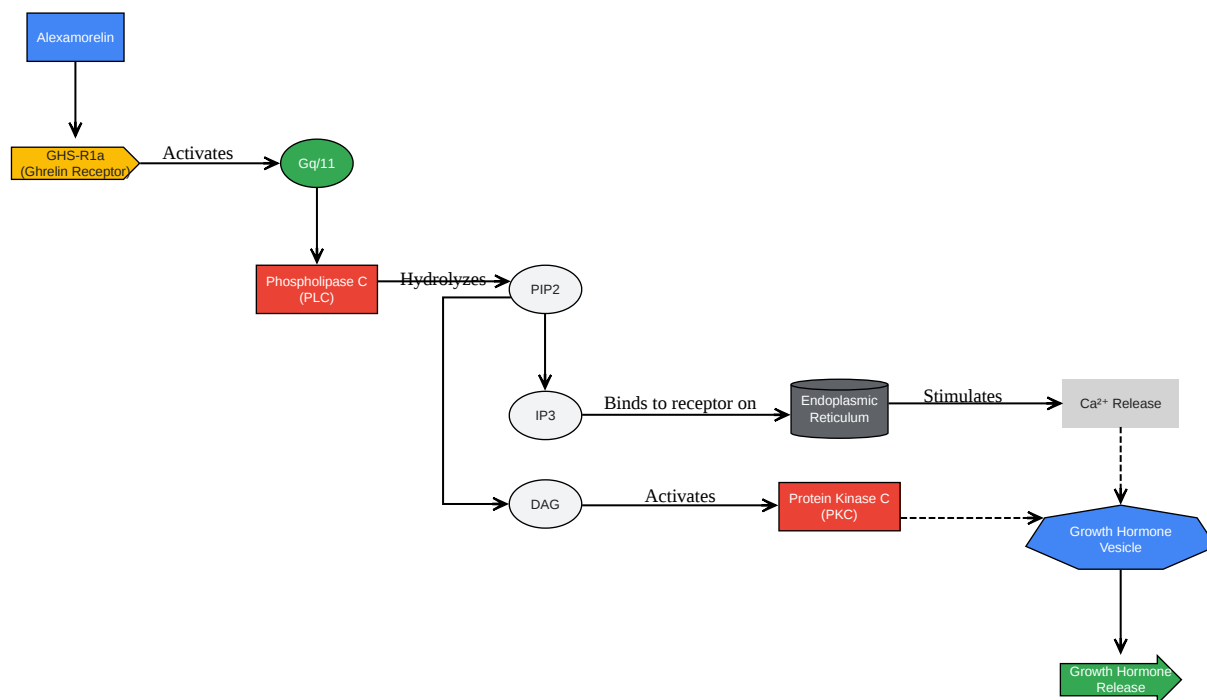 Alexamorelin
GHS-R1a
(Ghrelin Receptor)
Activates
Gq/11
Phospholipase C
(PLC)
Hydrolyzes
PIP2
IP3
Binds to receptor on
Endoplasmic
Reticulum
Stimulates
Ca²⁺ Release
DAG
Activates
Protein Kinase C
(PKC)
Growth Hormone
Vesicle
Growth Hormone
Release